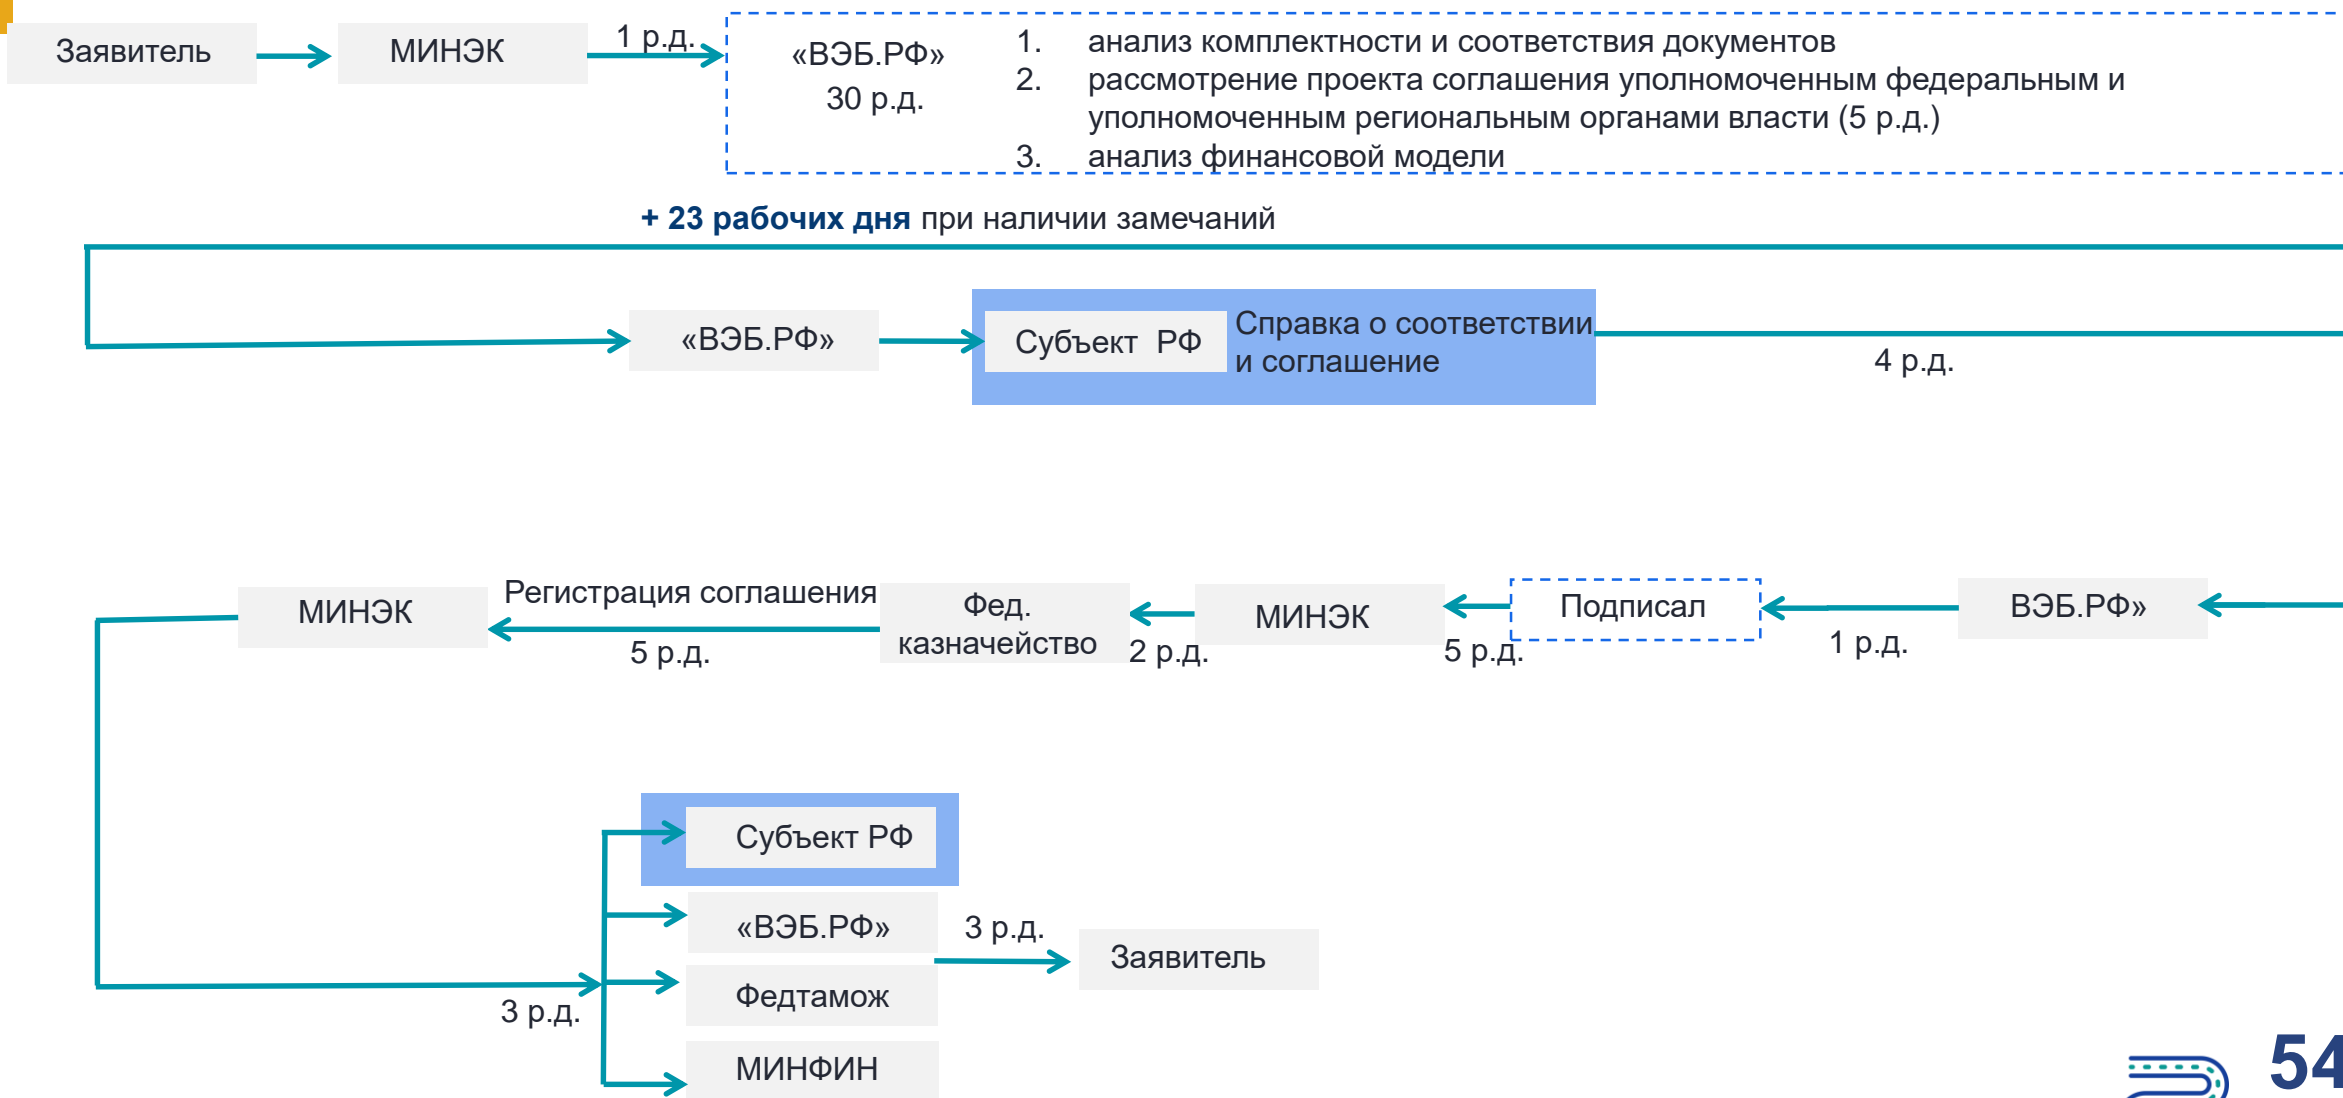 Заявитель
МИНЭК
1 р.д.
«ВЭБ.РФ»
30 р.д.
1. анализ комплектности и соответствия документов
2. рассмотрение проекта соглашения уполномоченным федеральным и
уполномоченным региональным органами власти (5 р.д.)
3. анализ финансовой модели
+ 23 рабочих дня при наличии замечаний
«ВЭБ.РФ»
Субъект РФ
Справка о соответствии
и соглашение
4 р.д.
МИНЭК
Регистрация соглашения
5 р.д.
Фед.
казначейство
2 р.д.
МИНЭК
5 р.д.
Подписал
1 р.д.
ВЭБ.РФ»
Субъект РФ
«ВЭБ.РФ»
3 р.д.
Заявитель
Федтамож
3 р.д.
МИНФИН
54